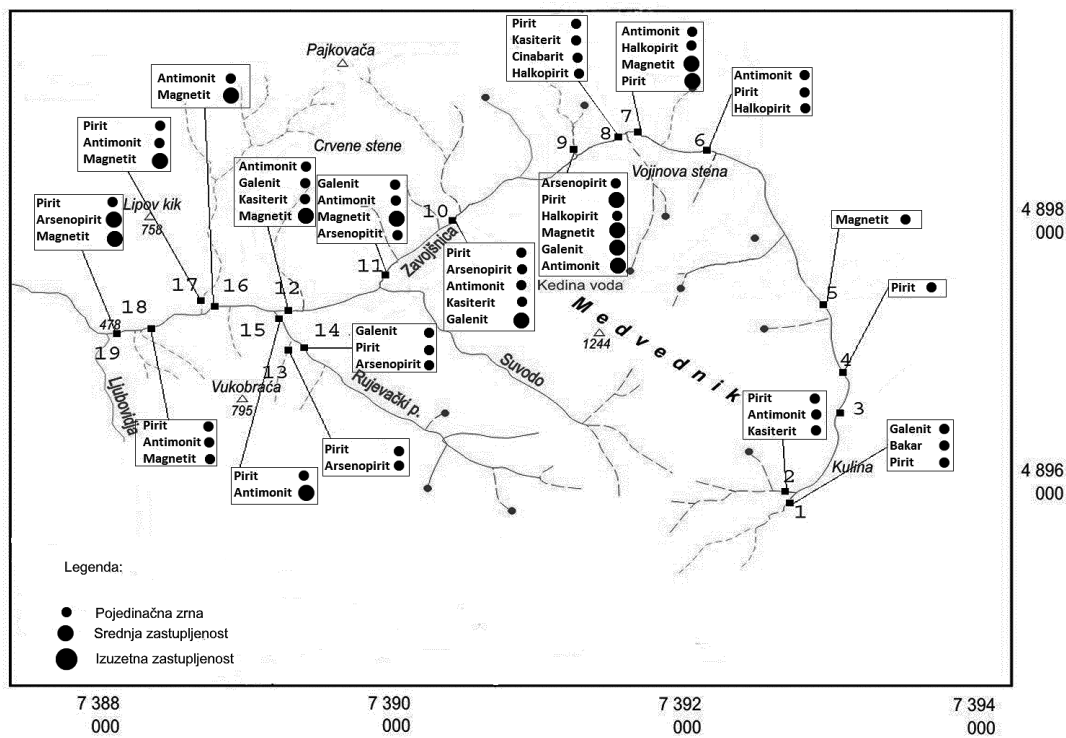 Pirit
Kasiterit
Cinabarit
Halkopirit
Antimonit
Halkopirit
Magnetit
Pirit
Antimonit
Pirit
Halkopirit
Pajkovača
Antimonit
Magnetit
7
8
6
9
Pirit
Antimonit
Magnetit
Crvene stene
Vojinova stena
Antimonit
Galenit
Kasiterit
Magnetit
Galenit
Antimonit
Magnetit
Arsenopitit
Arsenopirit
Pirit
Halkopirit
Magnetit
Galenit
Antimonit
Pirit
Arsenopirit
Magnetit
Lipov kik
758
10
Zavojšnica
Magnetit
4 898
000
Pirit
Arsenopirit
Antimonit
Kasiterit
Galenit
11
Kedina voda
17
16
12
5
Pirit
Medvednik
1244
18
478
19
15
14
13
Galenit
Pirit
Arsenopirit
4
Suvodo
Rujevački p.
Vukobraća
795
Ljubovidja
Pirit
Antimonit
Kasiterit
3
Galenit
Bakar
Pirit
Pirit
Antimonit
Magnetit
Pirit
Arsenopirit
Pirit
Antimonit
Kulina
2
1
4 896
000
Legenda:
Pojedinačna zrna
Srednja zastupljenost
Izuzetna zastupljenost
7 388
000
7 390
000
7 392
000
7 394
000